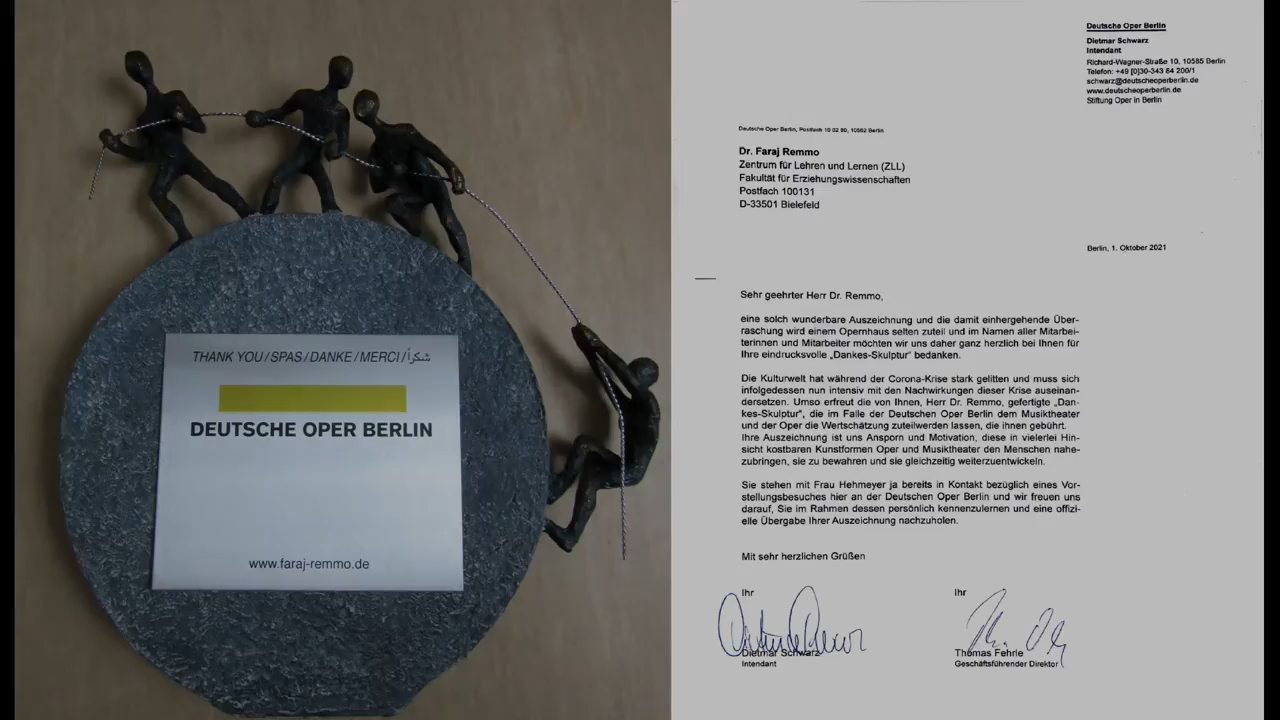 THANK YOU/SPAS/DANKE/MERCI/شكراً
DEUTSCHE OPER BERLIN
www.faraj-remmo.de
Deutsche Oper Berlin
Dietmar Schwarz
Intendant
Richard-Wagner-Straße 10, 10585 Berlin
Telefon: +49 [0]30-343 84 200/1
schwarz@deutscheoperberlin.de
www.deutscheoperberlin.de
Stiftung Oper in Berlin
Deutsche Oper Berlin, Postfach 10 02 80, 10562 Berlin
Dr. Faraj Remmo
Zentrum für Lehren und Lernen (ZLL)
Fakultät für Erziehungswissenschaften
Postfach 100131
D-33501 Bielefeld
Berlin, 1. Oktober 2021
Sehr geehrter Herr Dr. Remmo,
eine solch wunderbare Auszeichnung und die damit einhergehende Über-
raschung wird einem Opernhaus selten zuteil und im Namen aller Mitarbei-
terinnen und Mitarbeiter möchten wir uns daher ganz herzlich bei Ihnen für
Ihre eindrucksvolle „Dankes-Skulptur" bedanken.
Die Kulturwelt hat während der Corona-Krise stark gelitten und muss sich
infolgedessen nun intensiv mit den Nachwirkungen dieser Krise auseinan-
dersetzen. Umso erfreut die von Ihnen, Herr Dr. Remmo, gefertigte „Dan-
kes-Skulptur", die im Falle der Deutschen Oper Berlin dem Musiktheater
und der Oper die Wertschätzung zuteilwerden lassen, die ihnen gebührt.
Ihre Auszeichnung ist uns Ansporn und Motivation, diese in vielerlei Hin-
sicht kostbaren Kunstformen Oper und Musiktheater den Menschen nahe-
zubringen, sie zu bewahren und sie gleichzeitig weiterzuentwickeln.
Sie stehen mit Frau Hehmeyer ja bereits in Kontakt bezüglich eines Vor-
stellungsbesuches hier an der Deutschen Oper Berlin und wir freuen uns
darauf, Sie im Rahmen dessen persönlich kennenzulernen und eine offizi-
elle Übergabe Ihrer Auszeichnung nachzuholen.
Mit sehr herzlichen Grüßen
Ihr
Dietmar Schwarz
Intendant
Ihr
Thomas Fehrle
Geschäftsführender Direktor